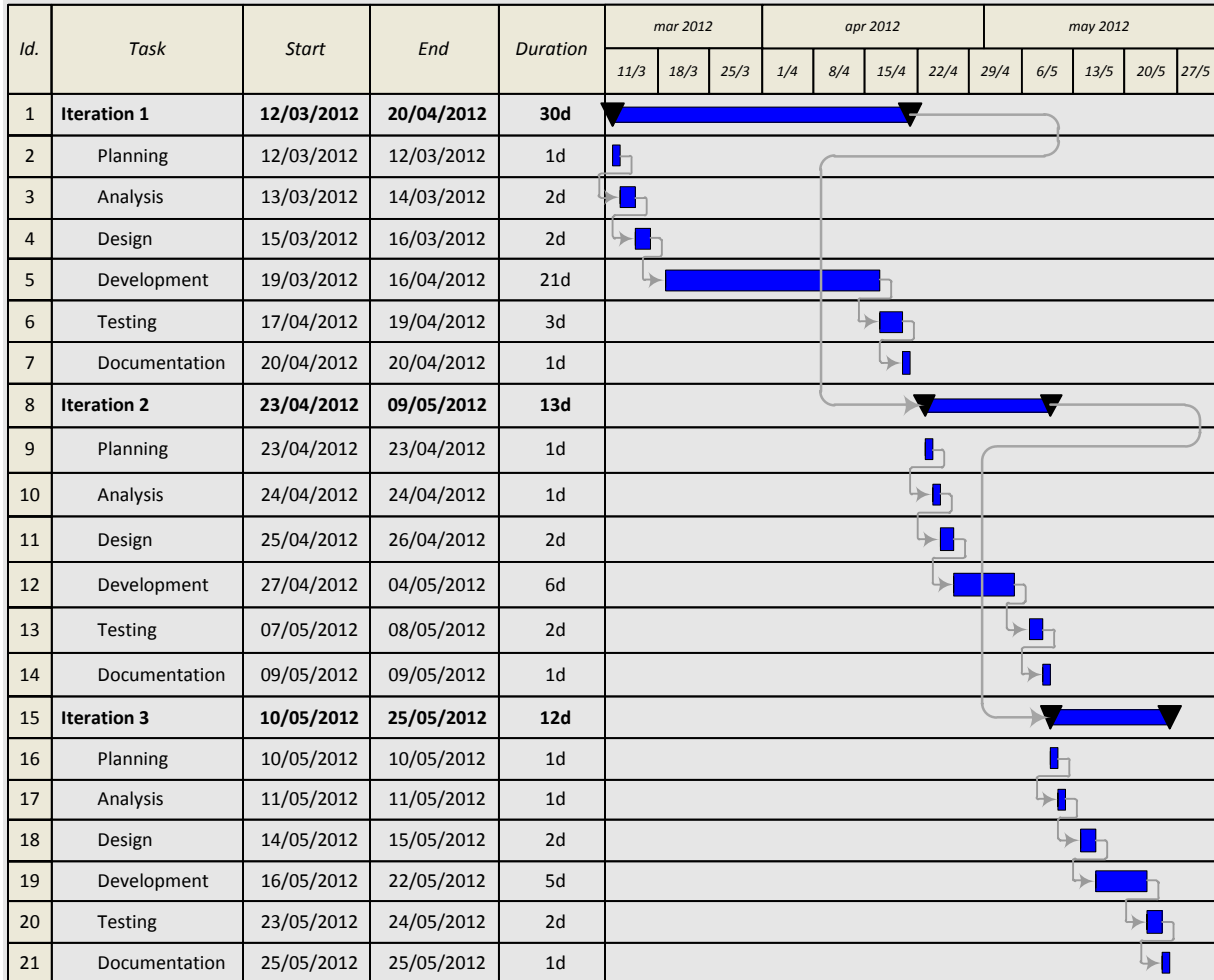 Id. Task Start End Duration mar 2012 apr 2012 may 2012
11/3 18/3 25/3 1/4 8/4 15/4 22/4 29/4 6/5 13/5 20/5 27/5
1 Iteration 1 12/03/2012 20/04/2012 30d
2 Planning 12/03/2012 12/03/2012 1d
3 Analysis 13/03/2012 14/03/2012 2d
4 Design 15/03/2012 16/03/2012 2d
5 Development 19/03/2012 16/04/2012 21d
6 Testing 17/04/2012 19/04/2012 3d
7 Documentation 20/04/2012 20/04/2012 1d
8 Iteration 2 23/04/2012 09/05/2012 13d
9 Planning 23/04/2012 23/04/2012 1d
10 Analysis 24/04/2012 24/04/2012 1d
11 Design 25/04/2012 26/04/2012 2d
12 Development 27/04/2012 04/05/2012 6d
13 Testing 07/05/2012 08/05/2012 2d
14 Documentation 09/05/2012 09/05/2012 1d
15 Iteration 3 10/05/2012 25/05/2012 12d
16 Planning 10/05/2012 10/05/2012 1d
17 Analysis 11/05/2012 11/05/2012 1d
18 Design 14/05/2012 15/05/2012 2d
19 Development 16/05/2012 22/05/2012 5d
20 Testing 23/05/2012 24/05/2012 2d
21 Documentation 25/05/2012 25/05/2012 1d